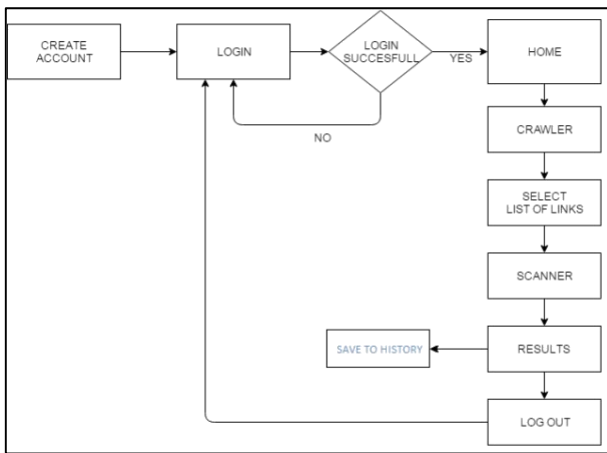 CREATE
ACCOUNT
LOGIN
LOGIN
SUCCESFULL
YES
HOME
NO
CRAWLER
SELECT
LIST OF LINKS
SCANNER
SAVE TO HISTORY
RESULTS
LOG OUT